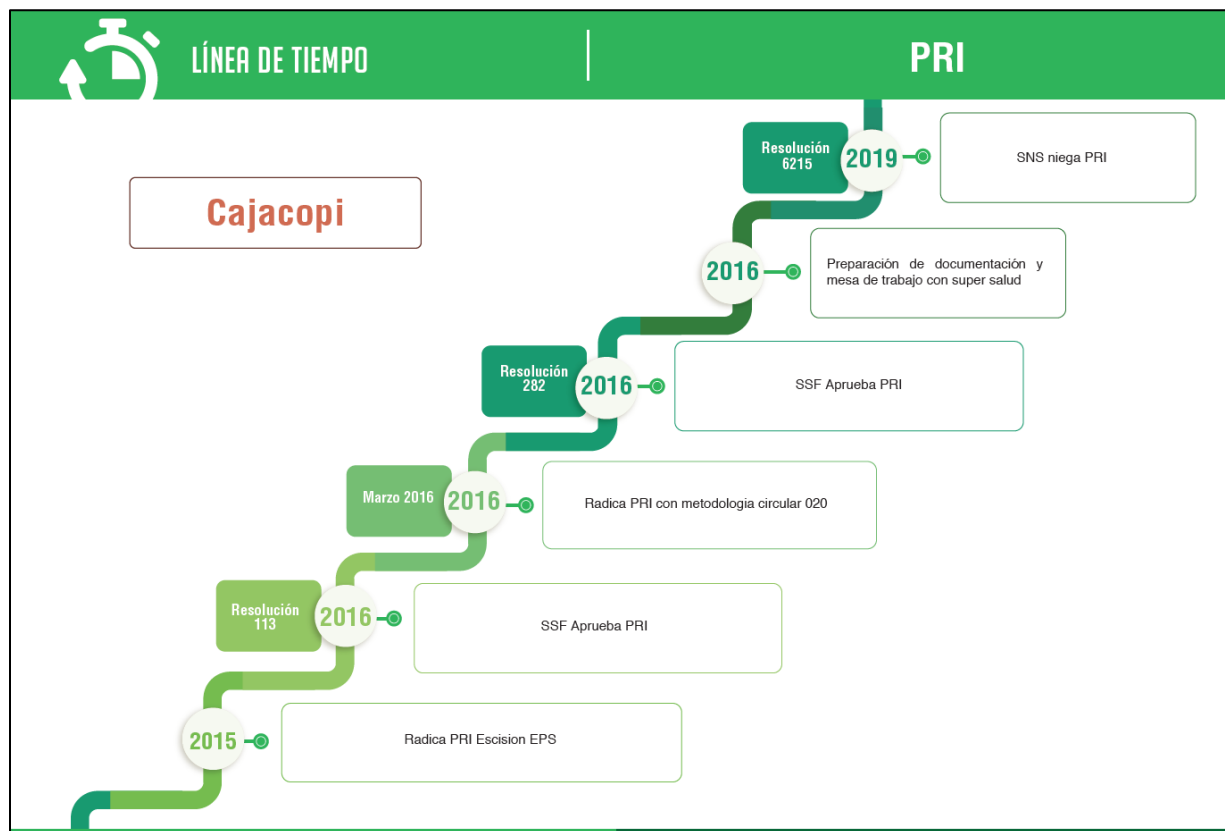 LÍNEA DE TIEMPO
PRI
Cajacopi
Resolución
6215
2019
SNS niega PRI
2016
Preparación de documentación y
mesa de trabajo con super salud
Resolución
282
2016
SSF Aprueba PRI
Marzo 2016
2016
Radica PRI con metodologia circular 020
Resolución
113
2016
SSF Aprueba PRI
2015
Radica PRI Escision EPS